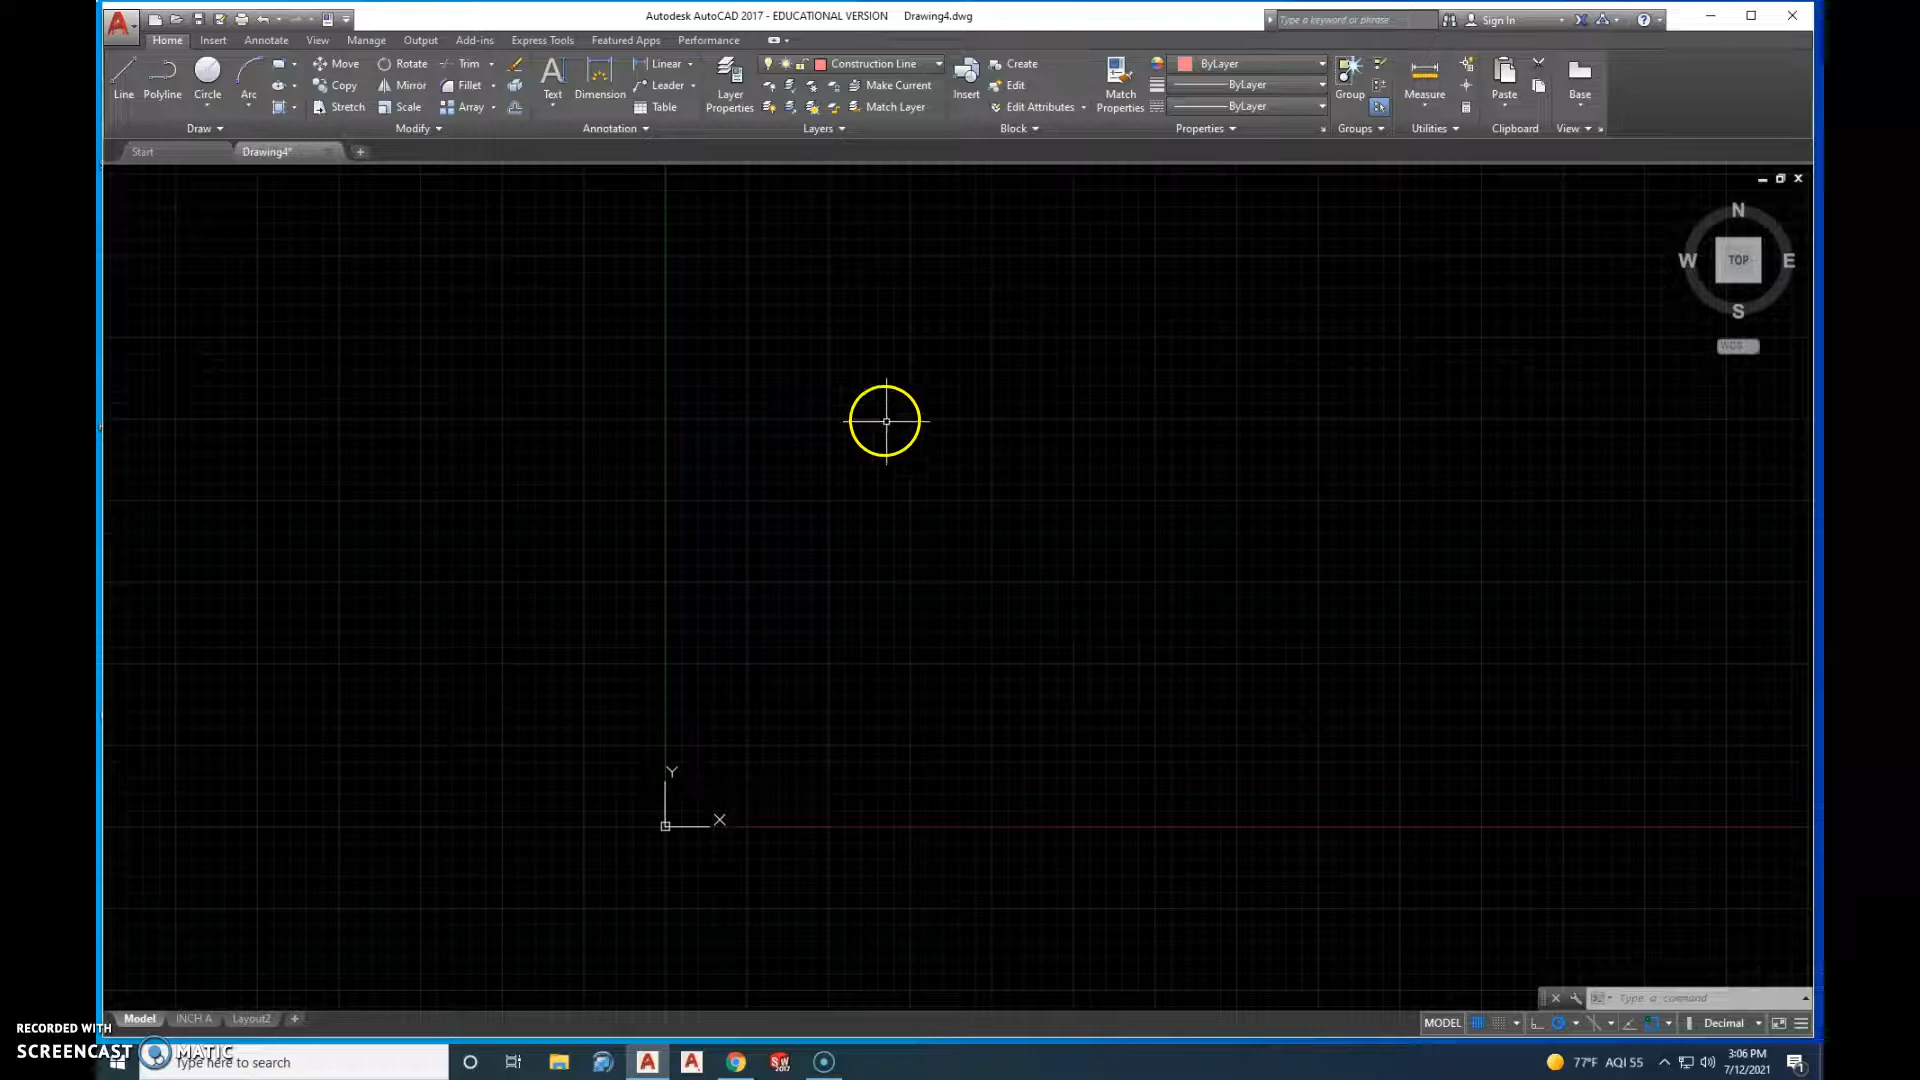 Autodesk AutoCAD 2017 - EDUCATIONAL VERSION Drawing4.dwg
Type a keyword or phrase
Sign In
Home Insert Annotate View Manage Output Add-ins Express Tools Featured Apps Performance
Line Polyline Circle Arc
Move Rotate Trim
Copy Mirror Fillet
Stretch Scale Array
Text Dimension
Linear
Leader
Table
Layer Properties
Construction Line
Make Current
Match Layer
Insert
Create
Edit
Edit Attributes
Match Properties
ByLayer
ByLayer
ByLayer
Group
Measure
Paste
Base
Draw Modify Annotation Layers Block Properties Groups Utilities Clipboard View
Start Drawing4*
N
W TOP E
S
WCS
Y
X
Type a command
Model INCH A Layout2
MODEL Decimal
RECORDED WITH
SCREENCAST MATIC
Type here to search
SW 2017
77°F AQI 55
3:06 PM
7/12/2021
1